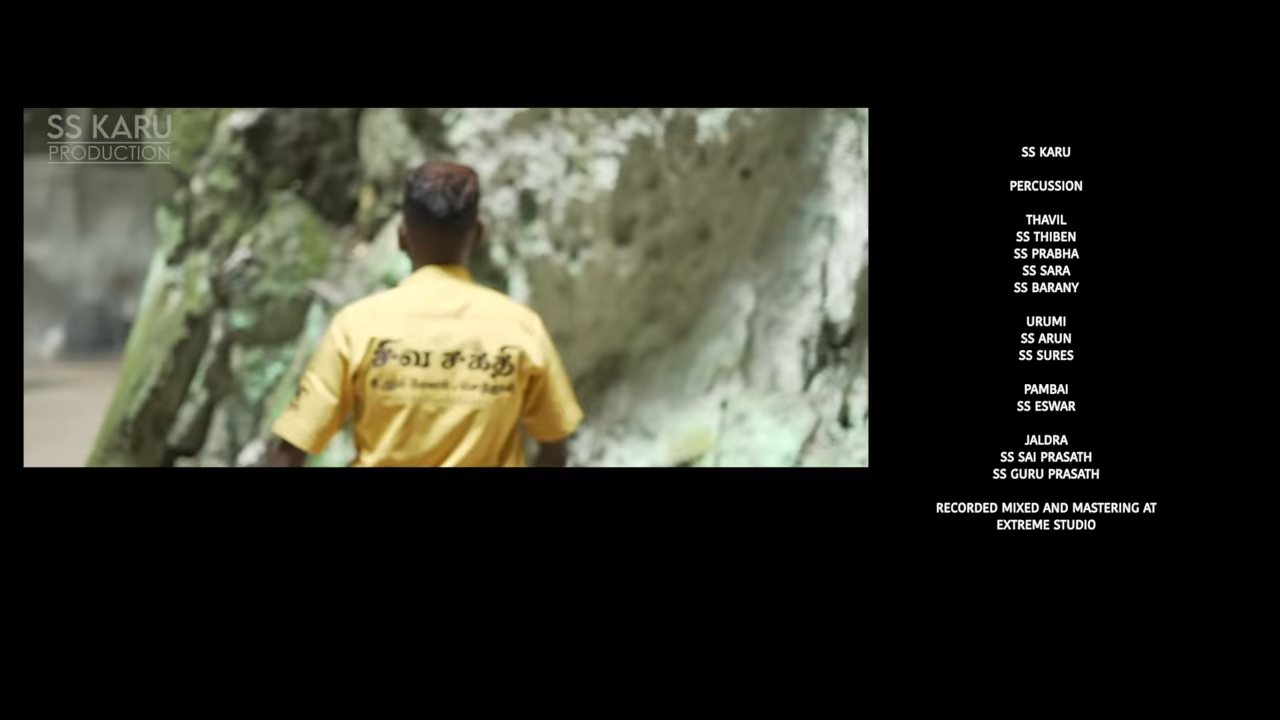 SS KARU
PRODUCTION
சிவ சக்தி
SS KARU
PERCUSSION
THAVIL
SS THIBEN
SS PRABHA
SS SARA
SS BARANY
URUMI
SS ARUN
SS SURES
PAMBAI
SS ESWAR
JALDRA
SS SAI PRASATH
SS GURU PRASATH
RECORDED MIXED AND MASTERING AT
EXTREME STUDIO